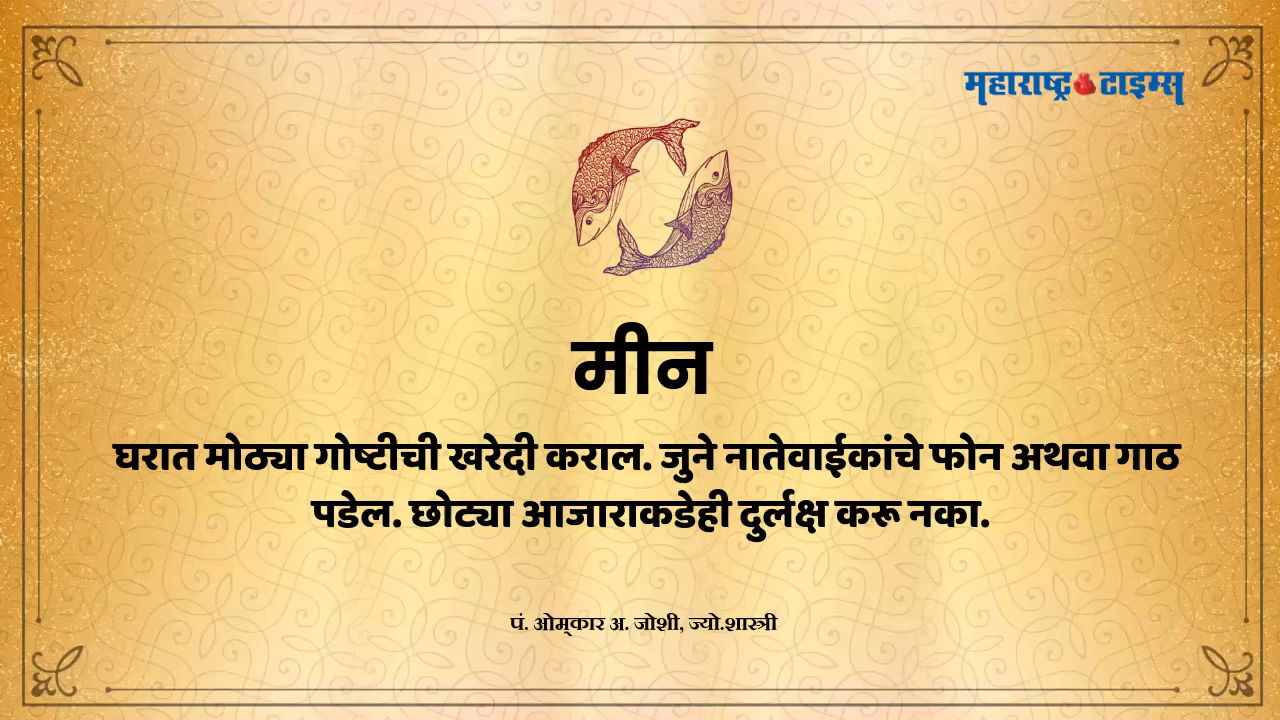 महाराष्ट्र टाइम्स
मीन
घरात मोठ्या गोष्टीची खरेदी कराल. जुने नातेवाईकांचे फोन अथवा गाठ
पडेल. छोट्या आजाराकडेही दुर्लक्ष करू नका.
पं. ओम्‌कार अ. जोशी, ज्यो.शास्त्री